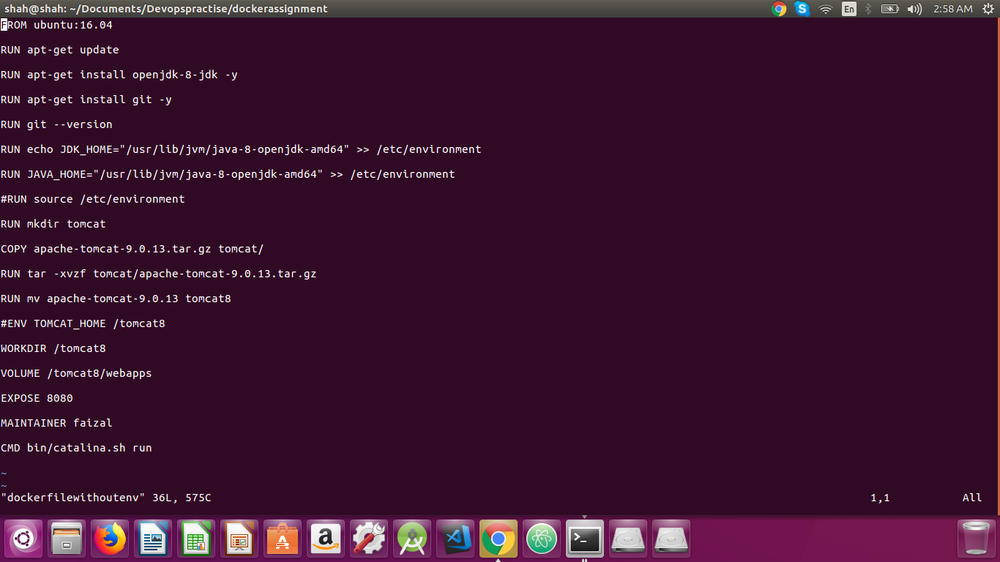 shah@shah: ~/Documents/Devopspractise/dockerassignment
En
2:58 AM
FROM ubuntu:16.04
RUN apt-get update
RUN apt-get install openjdk-8-jdk -y
RUN apt-get install git -y
RUN git --version
RUN echo JDK_HOME="/usr/lib/jvm/java-8-openjdk-amd64" >> /etc/environment
RUN JAVA_HOME="/usr/lib/jvm/java-8-openjdk-amd64" >> /etc/environment
#RUN source /etc/environment
RUN mkdir tomcat
COPY apache-tomcat-9.0.13.tar.gz tomcat/
RUN tar -xvzf tomcat/apache-tomcat-9.0.13.tar.gz
RUN mv apache-tomcat-9.0.13 tomcat8
#ENV TOMCAT_HOME /tomcat8
WORKDIR /tomcat8
VOLUME /tomcat8/webapps
EXPOSE 8080
MAINTAINER faizal
CMD bin/catalina.sh run
~
~
"dockerfilewithoutenv" 36L, 575C 1,1 All